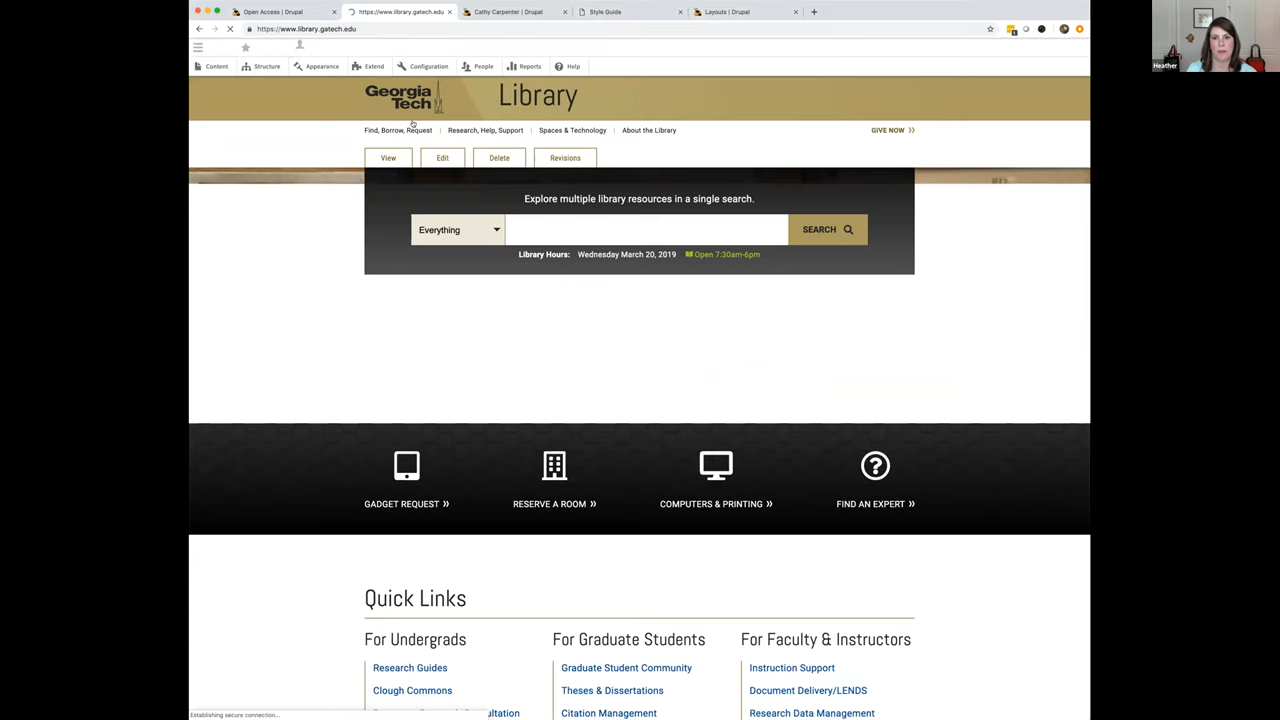 Open Access | Drupal
https://www.library.gatech.edu
Cathy Carpenter | Drupal
Style Guide
Layouts | Drupal
https://www.library.gatech.edu
Content
Structure
Appearance
Extend
Configuration
People
Reports
Help
Heather
Georgia
Tech
Library
Find, Borrow, Request
Research, Help, Support
Spaces & Technology
About the Library
GIVE NOW
View
Edit
Delete
Revisions
Explore multiple library resources in a single search.
Everything
SEARCH
Library Hours: Wednesday March 20, 2019 Open 7:30am-6pm
GADGET REQUEST
RESERVE A ROOM
COMPUTERS & PRINTING
FIND AN EXPERT
Quick Links
For Undergrads
For Graduate Students
For Faculty & Instructors
Research Guides
Graduate Student Community
Instruction Support
Clough Commons
Theses & Dissertations
Document Delivery/LENDS
Citation Management
Research Data Management
Establishing secure connection...